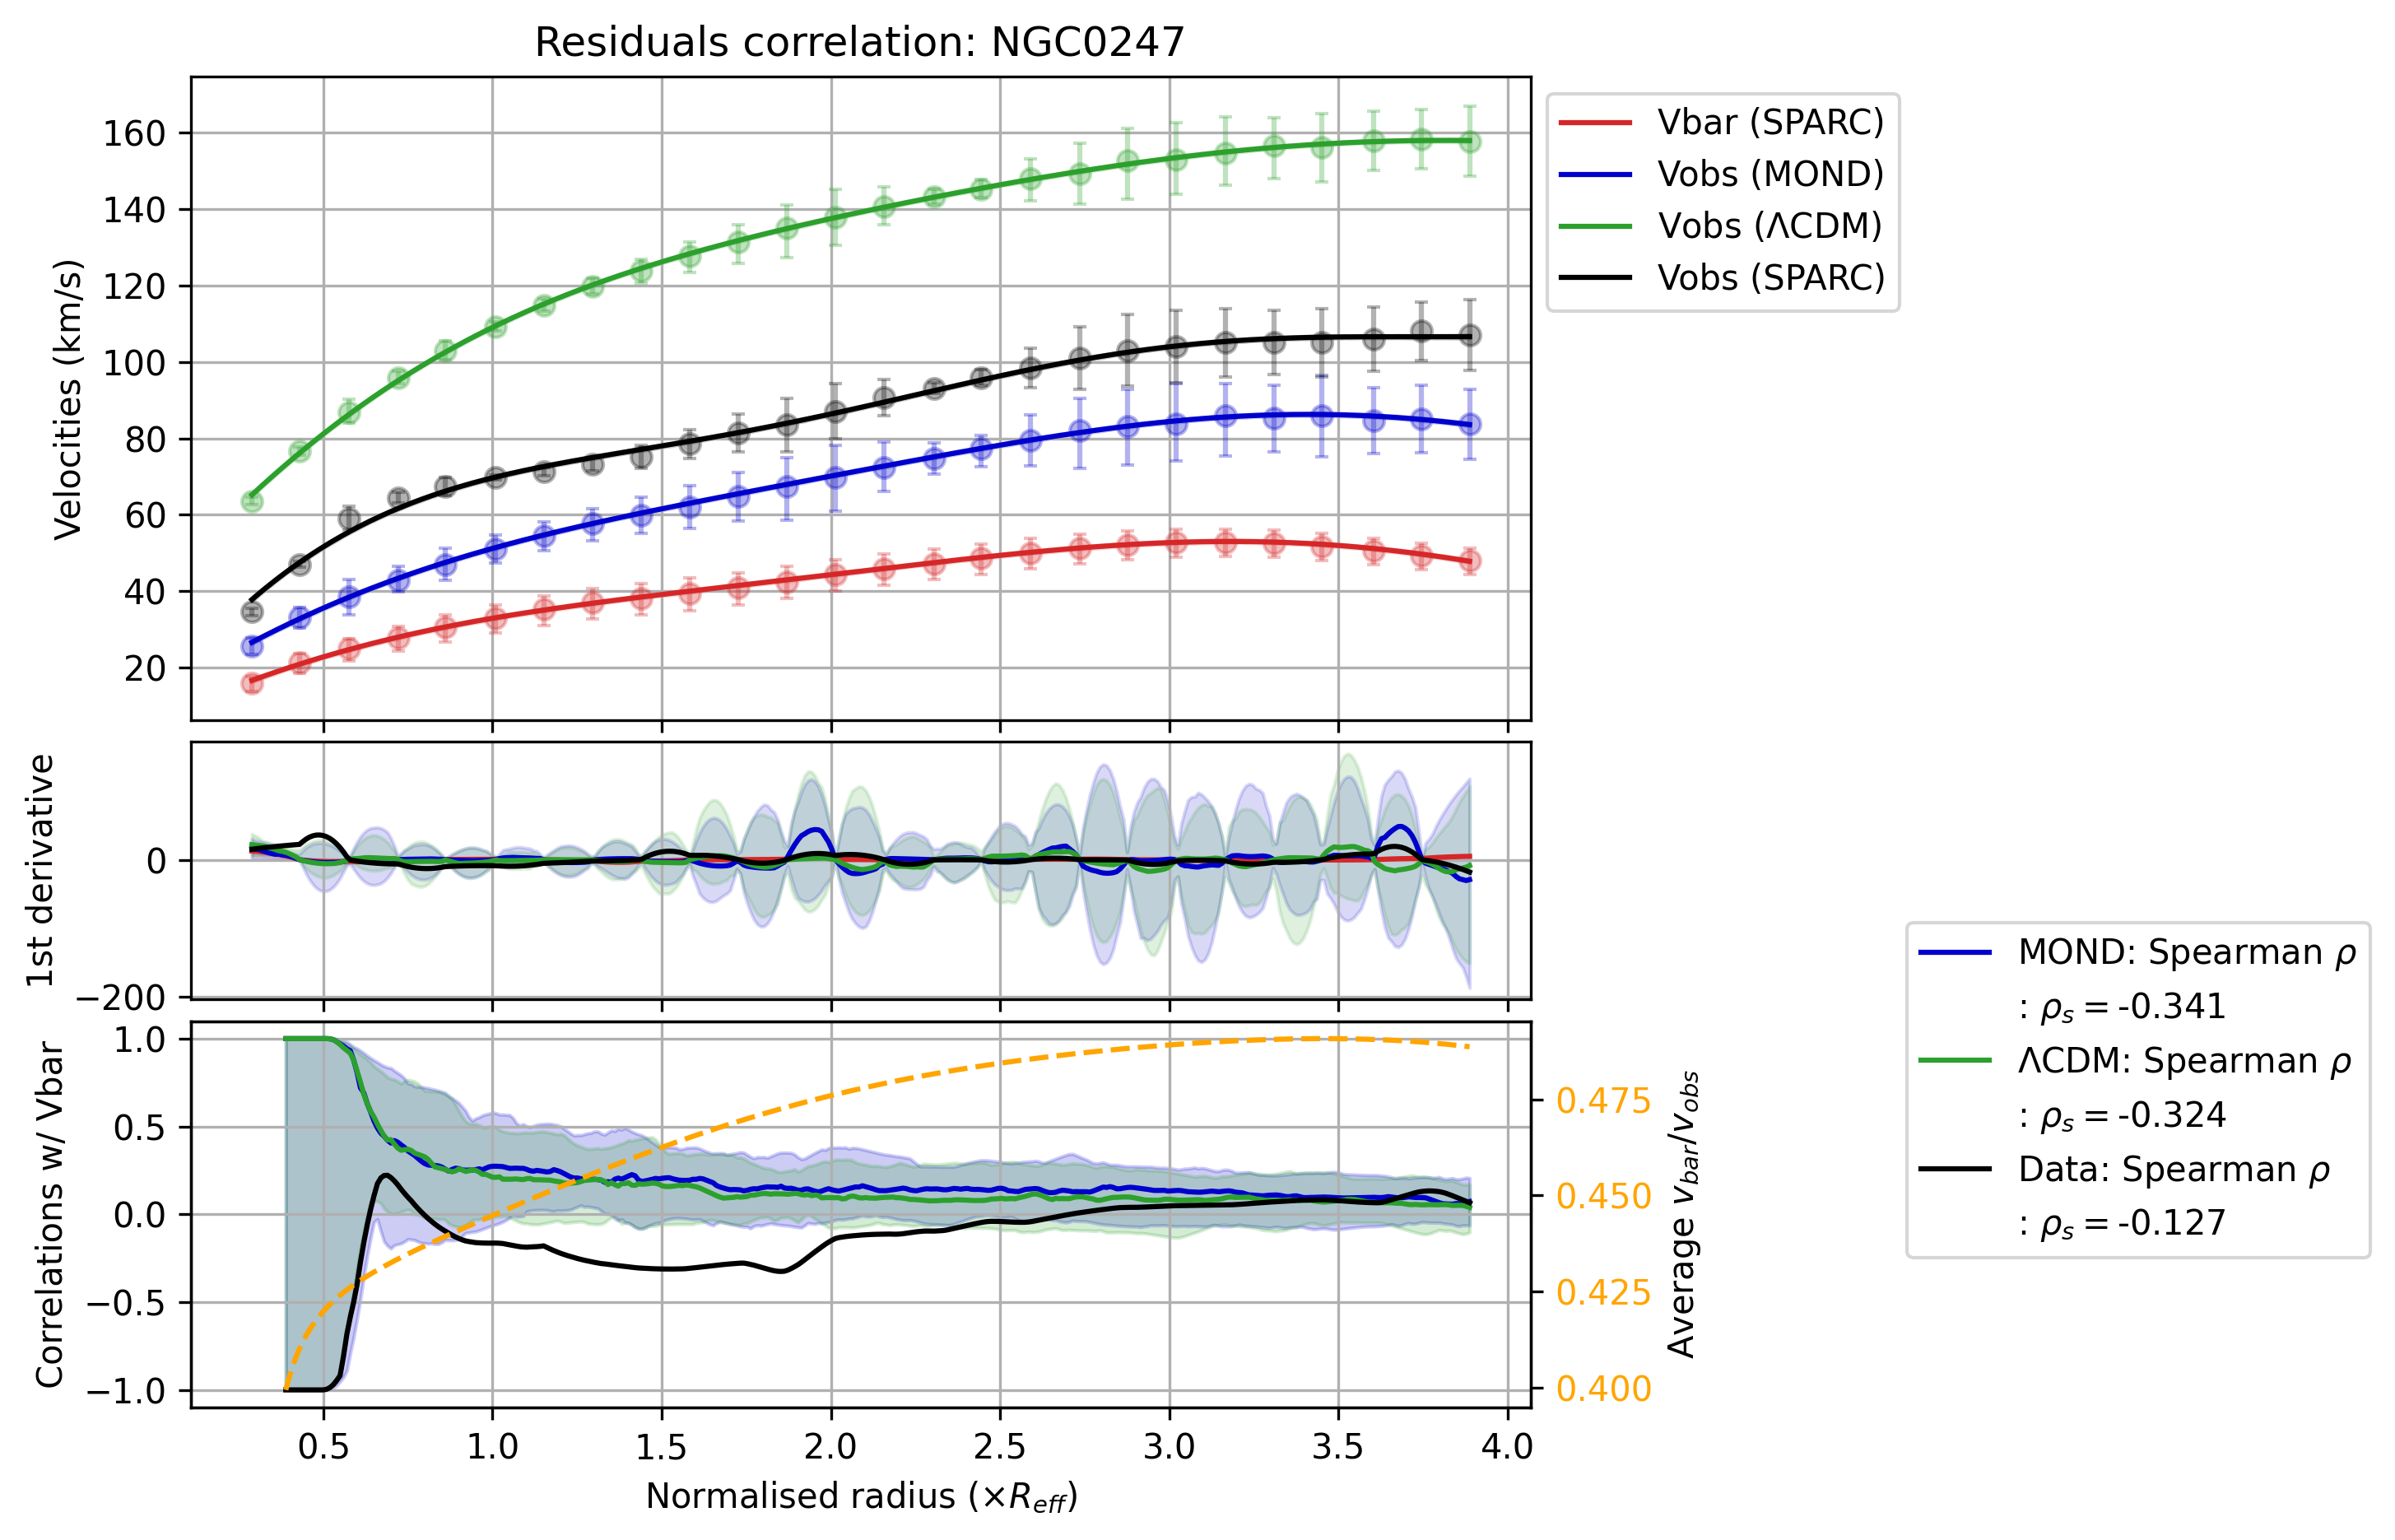 Residuals correlation: NGC0247
Velocities (km/s)
160
140
120
100
80
60
40
20
Vbar (SPARC)
Vobs (MOND)
Vobs (ΛCDM)
Vobs (SPARC)
1st derivative
0
−200
Correlations w/ Vbar
1.0
0.5
0.0
−0.5
−1.0
0.475
0.450
0.425
0.400
Average v_bar/v_obs
MOND: Spearman ρ
: ρ_s = -0.341
ΛCDM: Spearman ρ
: ρ_s = -0.324
Data: Spearman ρ
: ρ_s = -0.127
0.5 1.0 1.5 2.0 2.5 3.0 3.5 4.0
Normalised radius (×R_eff)